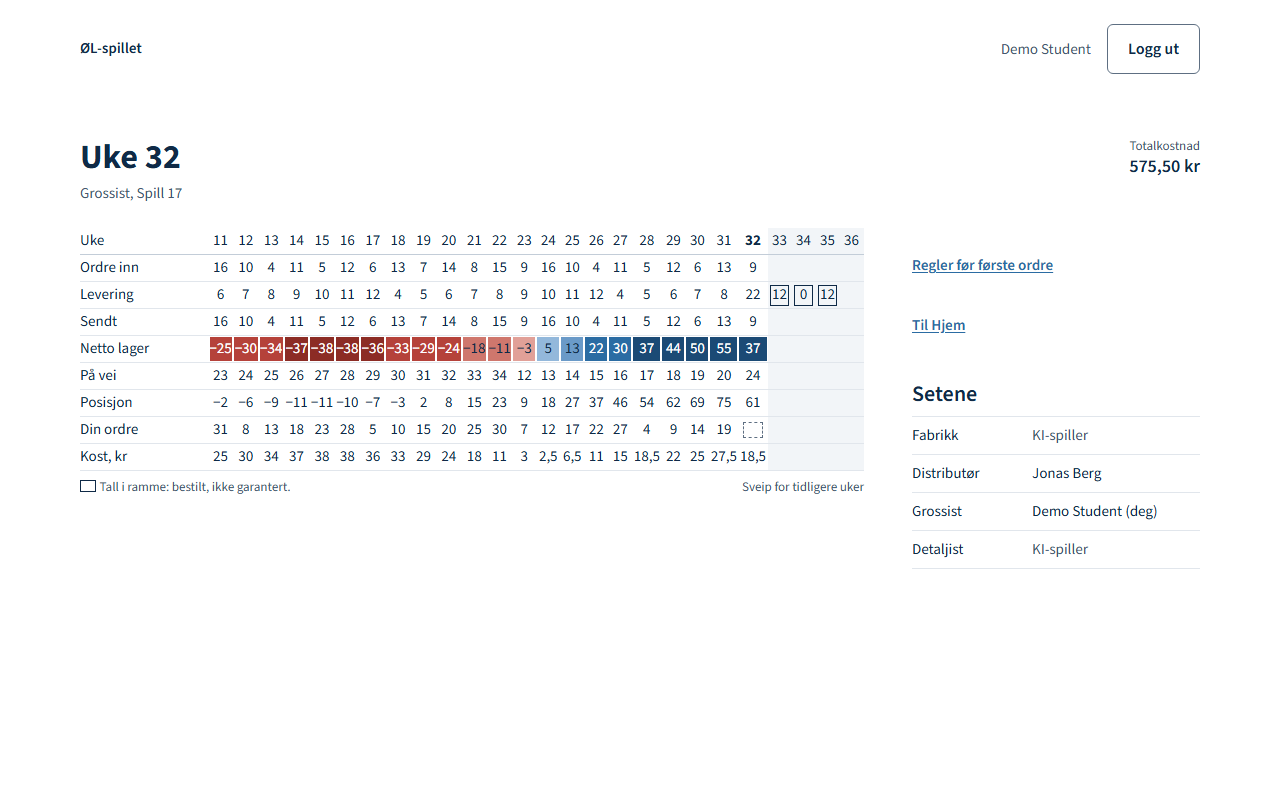 ØL-spillet
Demo Student
Logg ut
Uke 32
Grossist, Spill 17
Totalkostnad
575,50 kr
Uke 11 12 13 14 15 16 17 18 19 20 21 22 23 24 25 26 27 28 29 30 31 32 33 34 35 36
Ordre inn 16 10 4 11 5 12 6 13 7 14 8 15 9 16 10 4 11 5 12 6 13 9
Levering 6 7 8 9 10 11 12 4 5 6 7 8 9 10 11 12 4 5 6 7 8 22 12 0 12
Sendt 16 10 4 11 5 12 6 13 7 14 8 15 9 16 10 4 11 5 12 6 13 9
Netto lager −25 −30 −34 −37 −38 −38 −36 −33 −29 −24 −18 −11 −3 5 13 22 30 37 44 50 55 37
På vei 23 24 25 26 27 28 29 30 31 32 33 34 12 13 14 15 16 17 18 19 20 24
Posisjon −2 −6 −9 −11 −11 −10 −7 −3 2 8 15 23 9 18 27 37 46 54 62 69 75 61
Din ordre 31 8 13 18 23 28 5 10 15 20 25 30 7 12 17 22 27 4 9 14 19
Kost, kr 25 30 34 37 38 38 36 33 29 24 18 11 3 2,5 6,5 11 15 18,5 22 25 27,5 18,5
Tall i ramme: bestilt, ikke garantert.
Sveip for tidligere uker
Regler før første ordre
Til Hjem
Setene
Fabrikk KI-spiller
Distributør Jonas Berg
Grossist Demo Student (deg)
Detaljist KI-spiller